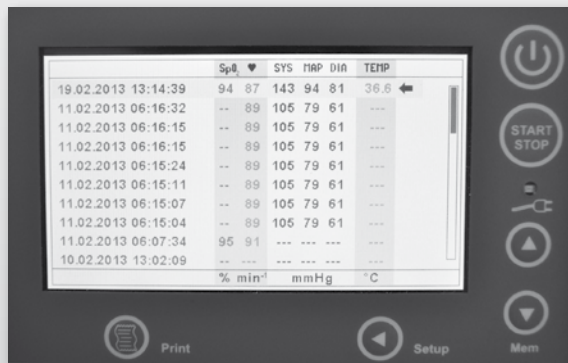 SpO₂ ♥ SYS MAP DIA TEMP
19.02.2013 13:14:39 94 87 143 94 81 36.6
11.02.2013 06:16:32 -- 89 105 79 61 ---
11.02.2013 06:16:15 -- 89 105 79 61 ---
11.02.2013 06:16:15 -- 89 105 79 61 ---
11.02.2013 06:15:24 -- 89 105 79 61 ---
11.02.2013 06:15:11 -- 89 105 79 61 ---
11.02.2013 06:15:07 -- 89 105 79 61 ---
11.02.2013 06:15:04 -- 89 105 79 61 ---
11.02.2013 06:07:34 95 91 --- --- --- ---
10.02.2013 13:02:09 -- --- --- --- --- ---
% min⁻¹ mmHg °C
START
STOP
Print
Setup
Mem